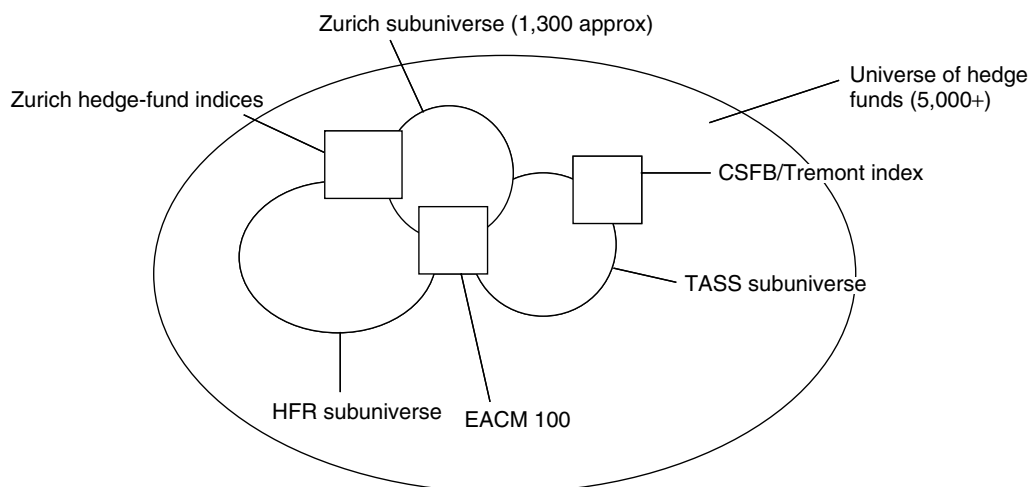 Zurich subuniverse (1,300 approx)
Universe of hedge
funds (5,000+)
Zurich hedge-fund indices
CSFB/Tremont index
TASS subuniverse
HFR subuniverse
EACM 100